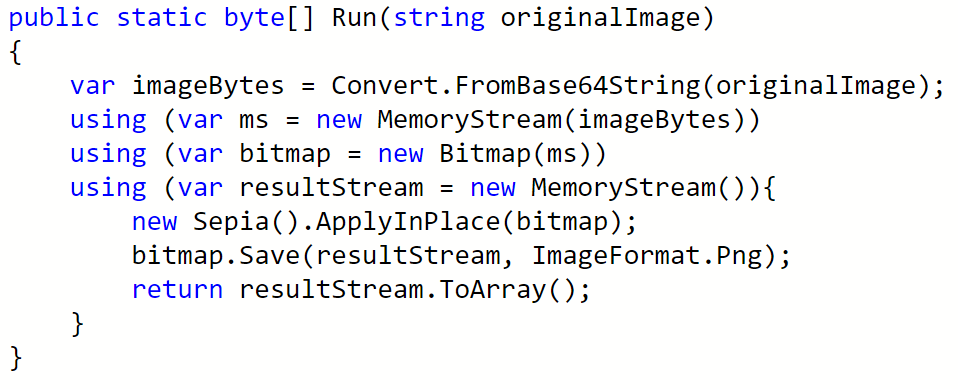 public static byte[] Run(string originalImage)
{
    var imageBytes = Convert.FromBase64String(originalImage);
    using (var ms = new MemoryStream(imageBytes))
    using (var bitmap = new Bitmap(ms))
    using (var resultStream = new MemoryStream()){
        new Sepia().ApplyInPlace(bitmap);
        bitmap.Save(resultStream, ImageFormat.Png);
        return resultStream.ToArray();
    }
}